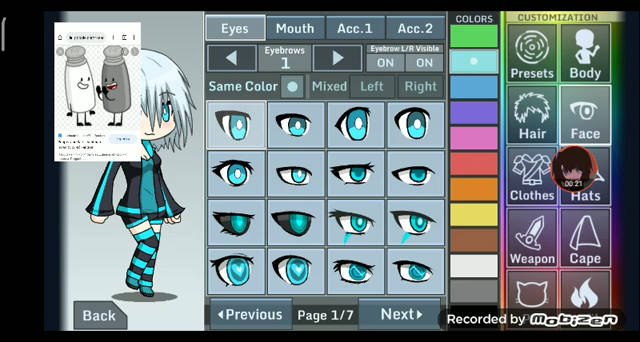 Eyes
Mouth
Acc.1
Acc.2
COLORS
CUSTOMIZATION
Eyebrows
1
Eyebrow L/R Visible
ON
ON
Same Color
Mixed
Left
Right
Presets
Body
Hair
Face
00:21
Clothes
Hats
Weapon
Cape
Back
Previous
Page 1/7
Next
Recorded by MOBIZEN